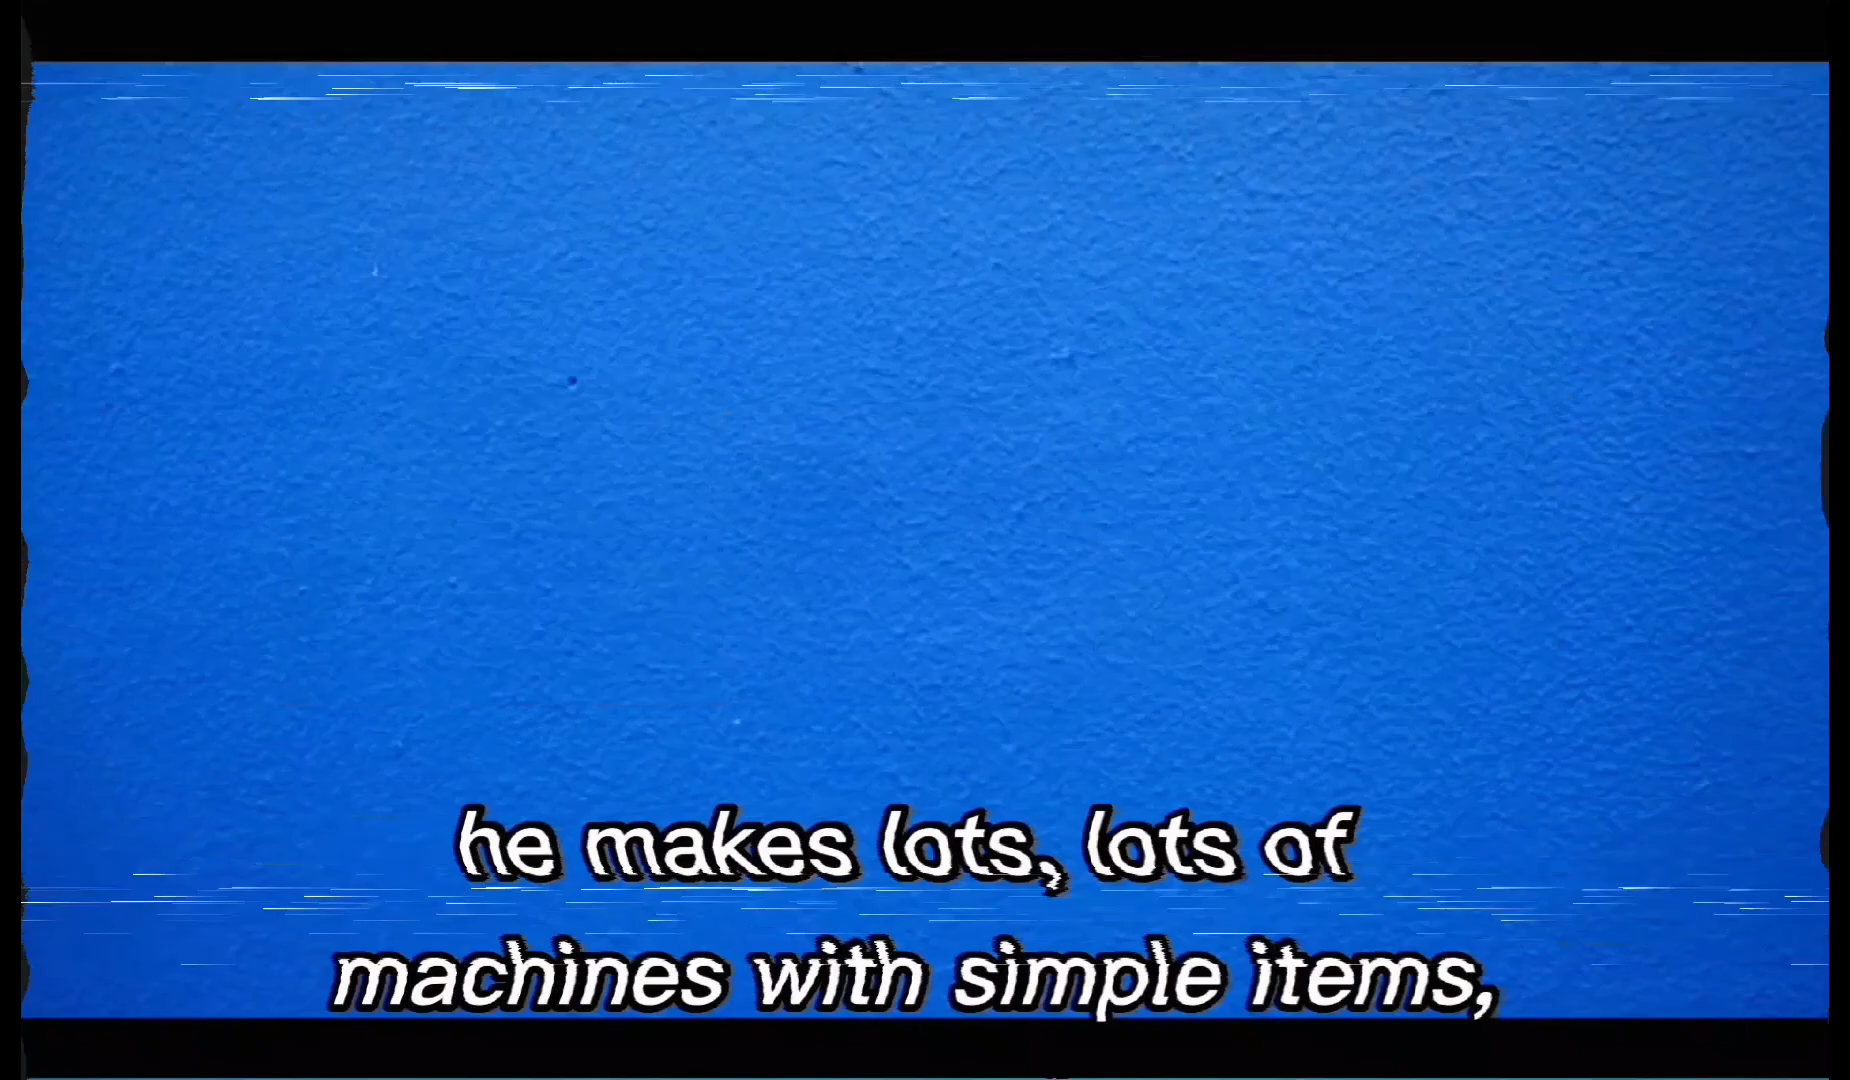 he makes lots, lots of
machines with simple items,